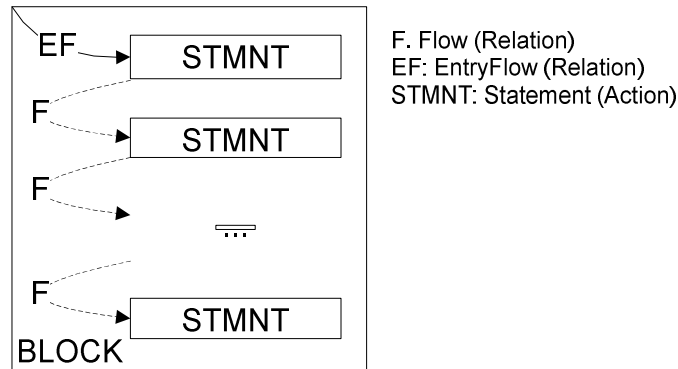 EF
STMNT
F
STMNT
F
...
F
STMNT
BLOCK
F. Flow (Relation)
EF: EntryFlow (Relation)
STMNT: Statement (Action)